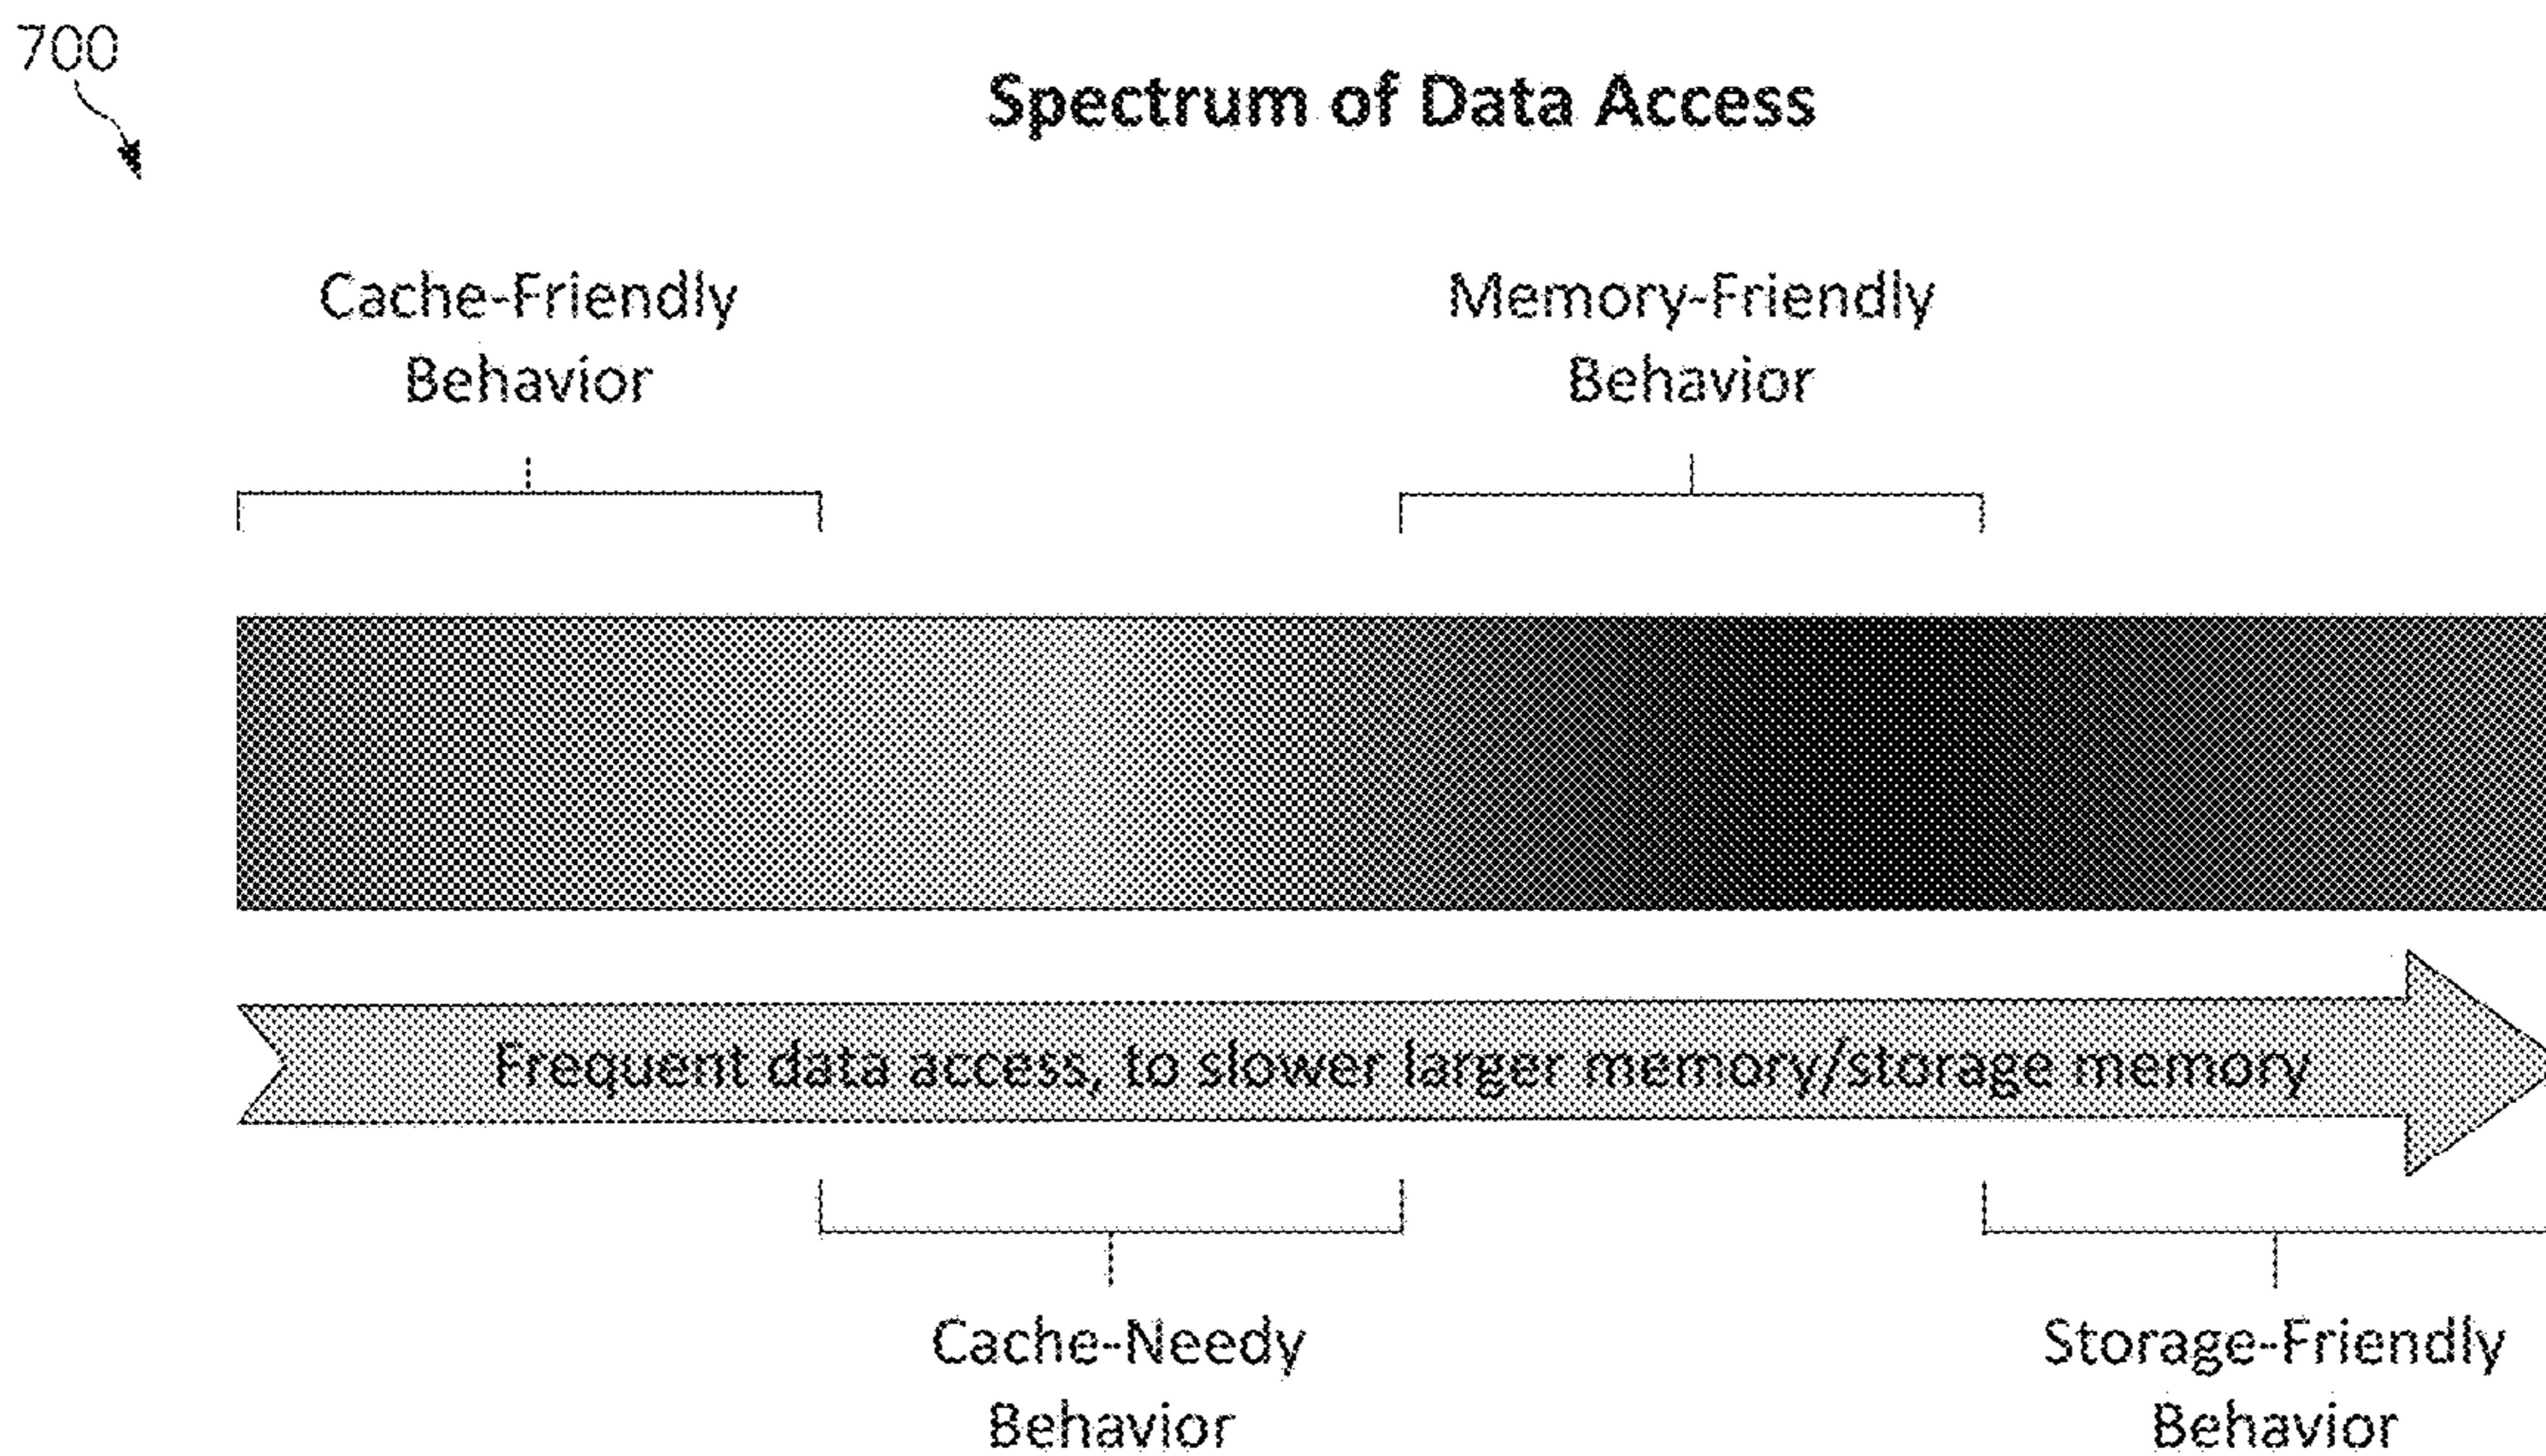 700
Spectrum of Data Access
Cache-Friendly
Behavior
Memory-Friendly
Behavior
Frequent data access, to slower larger memory/storage memory
Cache-Needy
Behavior
Storage-Friendly
Behavior